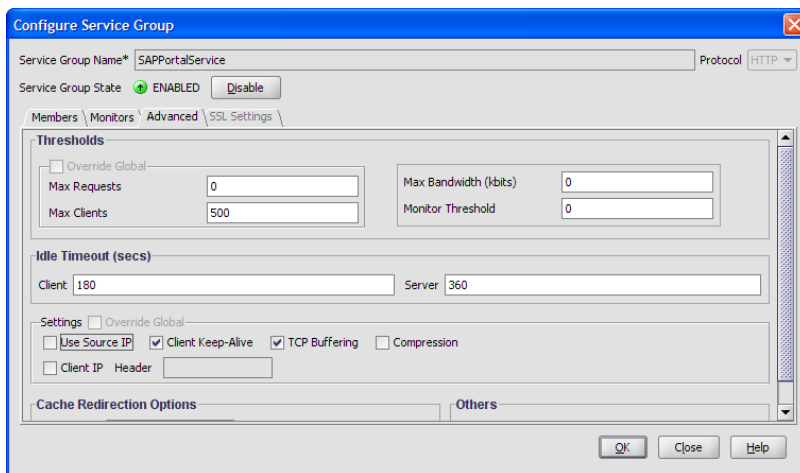 Configure Service Group
Service Group Name* SAPPortalService Protocol HTTP
Service Group State ENABLED Disable
Members Monitors Advanced SSL Settings
Thresholds
Override Global
Max Requests 0
Max Clients 500
Max Bandwidth (kbits) 0
Monitor Threshold 0
Idle Timeout (secs)
Client 180 Server 360
Settings Override Global
Use Source IP Client Keep-Alive TCP Buffering Compression
Client IP Header
Cache Redirection Options Others
OK Close Help